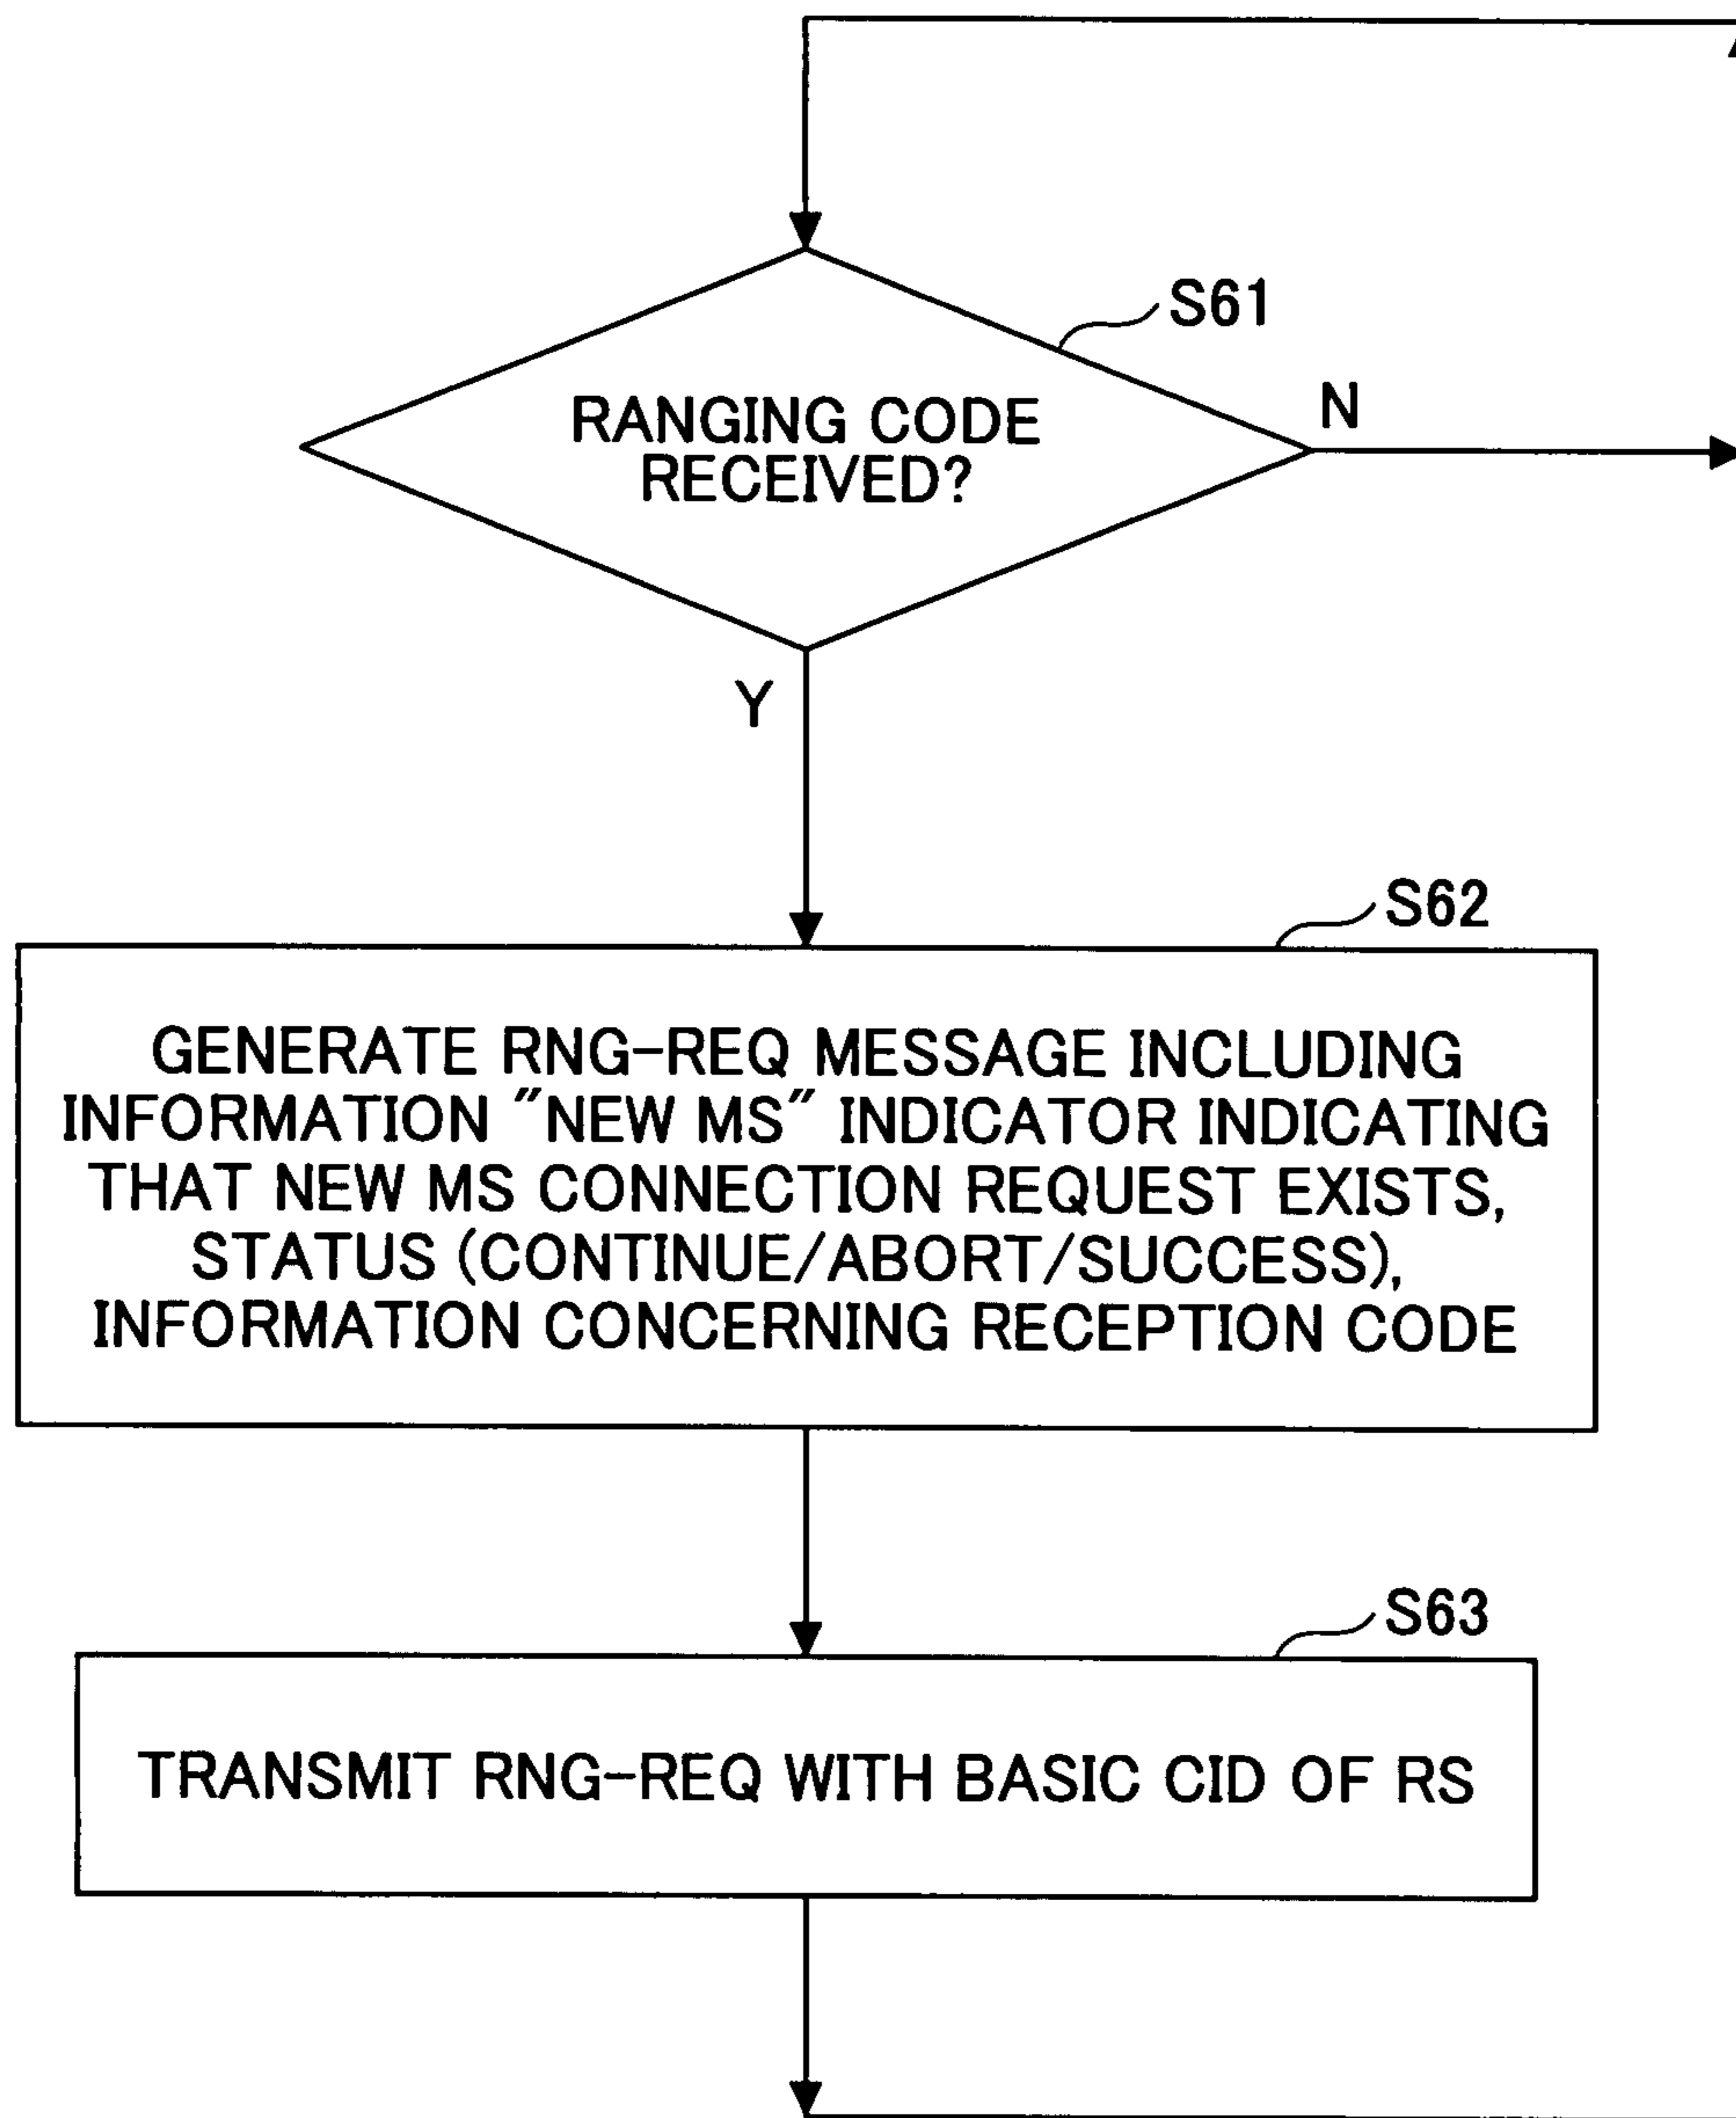 S61
RANGING CODE
RECEIVED?
N
Y
S62
GENERATE RNG-REQ MESSAGE INCLUDING
INFORMATION "NEW MS" INDICATOR INDICATING
THAT NEW MS CONNECTION REQUEST EXISTS,
STATUS (CONTINUE/ABORT/SUCCESS),
INFORMATION CONCERNING RECEPTION CODE
S63
TRANSMIT RNG-REQ WITH BASIC CID OF RS